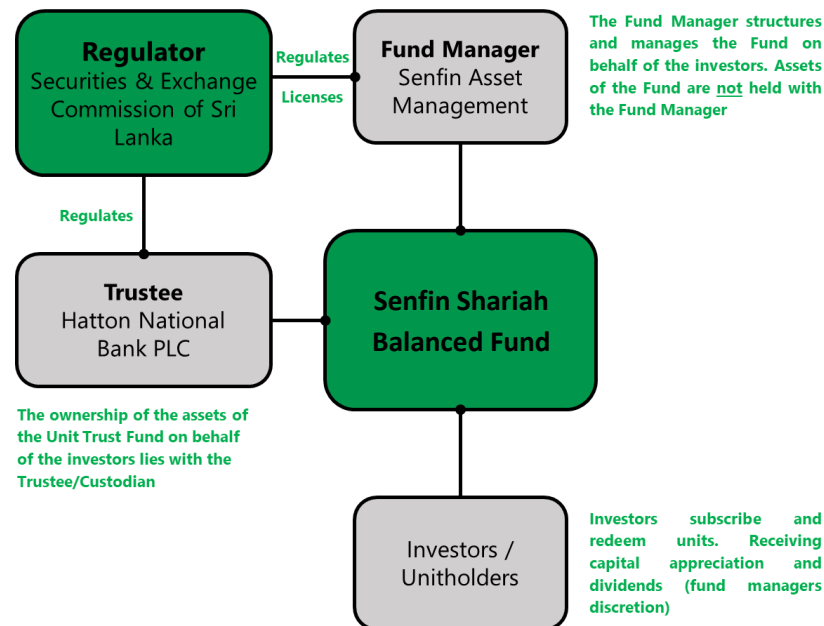 Regulator
Securities & Exchange
Commission of Sri
Lanka
Regulates
Licenses
Fund Manager
Senfin Asset
Management
The Fund Manager structures
and manages the Fund on
behalf of the investors. Assets
of the Fund are not held with
the Fund Manager
Regulates
Trustee
Hatton National
Bank PLC
Senfin Shariah
Balanced Fund
The ownership of the assets of
the Unit Trust Fund on behalf
of the investors lies with the
Trustee/Custodian
Investors /
Unitholders
Investors subscribe and
redeem units. Receiving
capital appreciation and
dividends (fund managers
discretion)